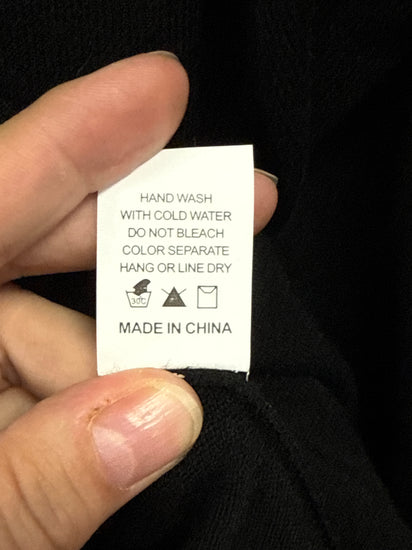 HAND WASH
WITH COLD WATER
DO NOT BLEACH
COLOR SEPARATE
HANG OR LINE DRY
30℃
MADE IN CHINA